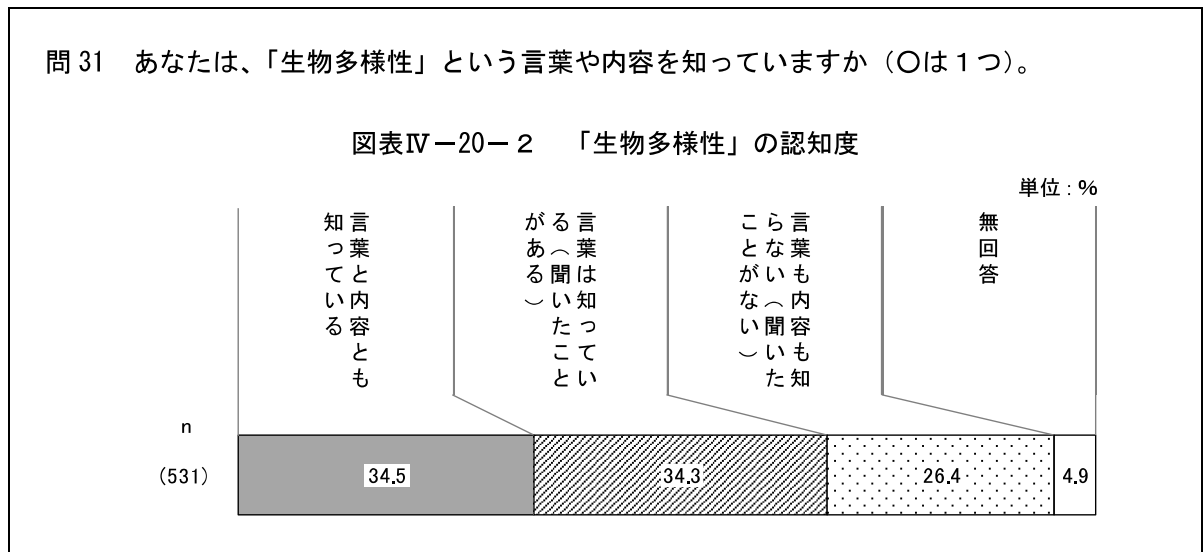 問31 あなたは、「生物多様性」という言葉や内容を知っていますか（〇は１つ）。
図表Ⅳ－20－２ 「生物多様性」の認知度
単位：％
言葉と内容とも
知っている
言葉は知ってい
る（聞いたこと
がある）
言葉も内容も知
らない（聞いた
ことがない）
無回答
n
(531)
34.5
34.3
26.4
4.9